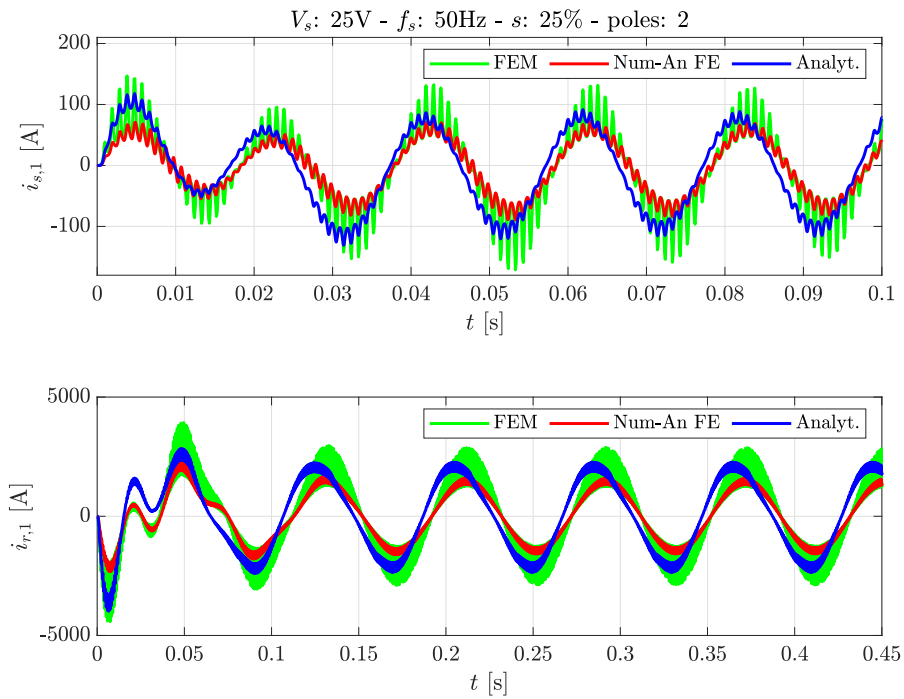 V_s: 25V - f_s: 50Hz - s: 25% - poles: 2
FEM Num-An FE Analyt.
200
100
0
-100
i_{s,1} [A]
0 0.01 0.02 0.03 0.04 0.05 0.06 0.07 0.08 0.09 0.1
t [s]
FEM Num-An FE Analyt.
5000
0
-5000
i_{r,1} [A]
0 0.05 0.1 0.15 0.2 0.25 0.3 0.35 0.4 0.45
t [s]